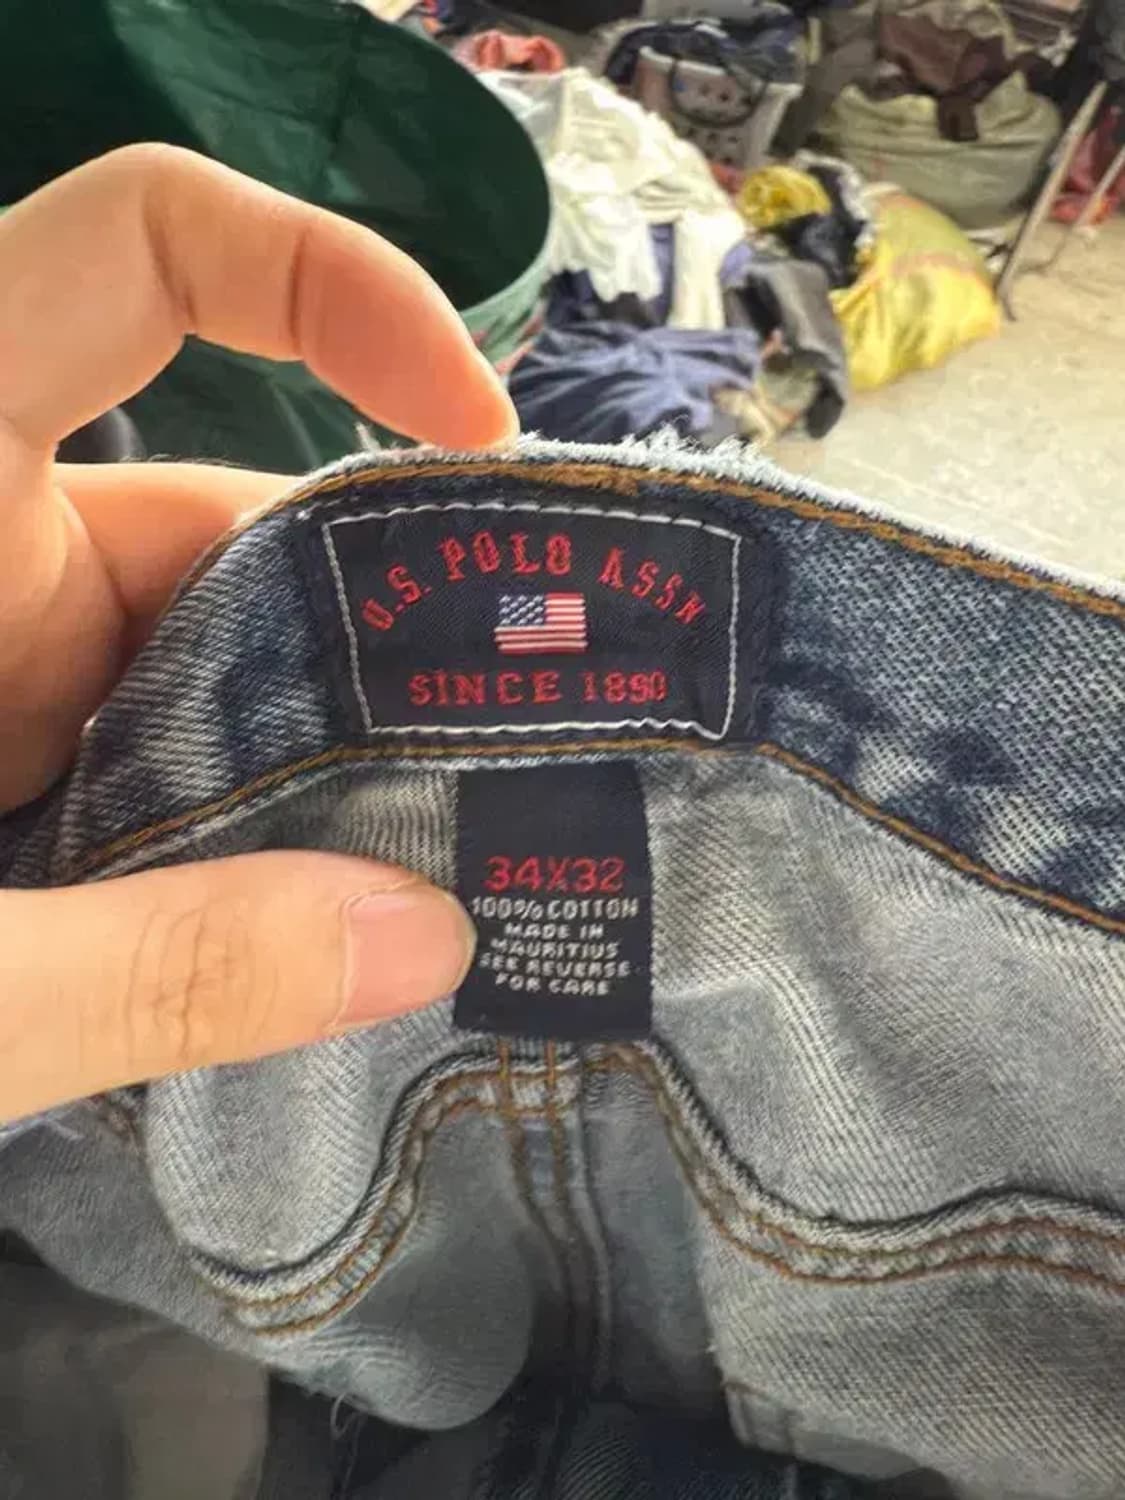 U.S. POLO ASSN
SINCE 1890
34X32
100% COTTON
MADE IN
MAURITIUS
SEE REVERSE
FOR CARE